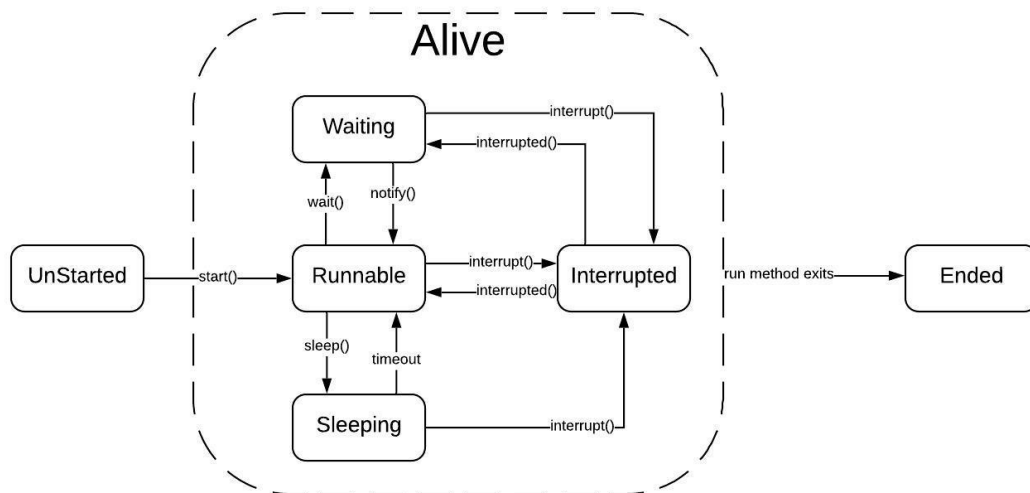 Alive
Waiting
interrupt()
interrupted()
wait()
notify()
UnStarted
start()
Runnable
interrupt()
interrupted()
Interrupted
run method exits
Ended
sleep()
timeout
Sleeping
interrupt()